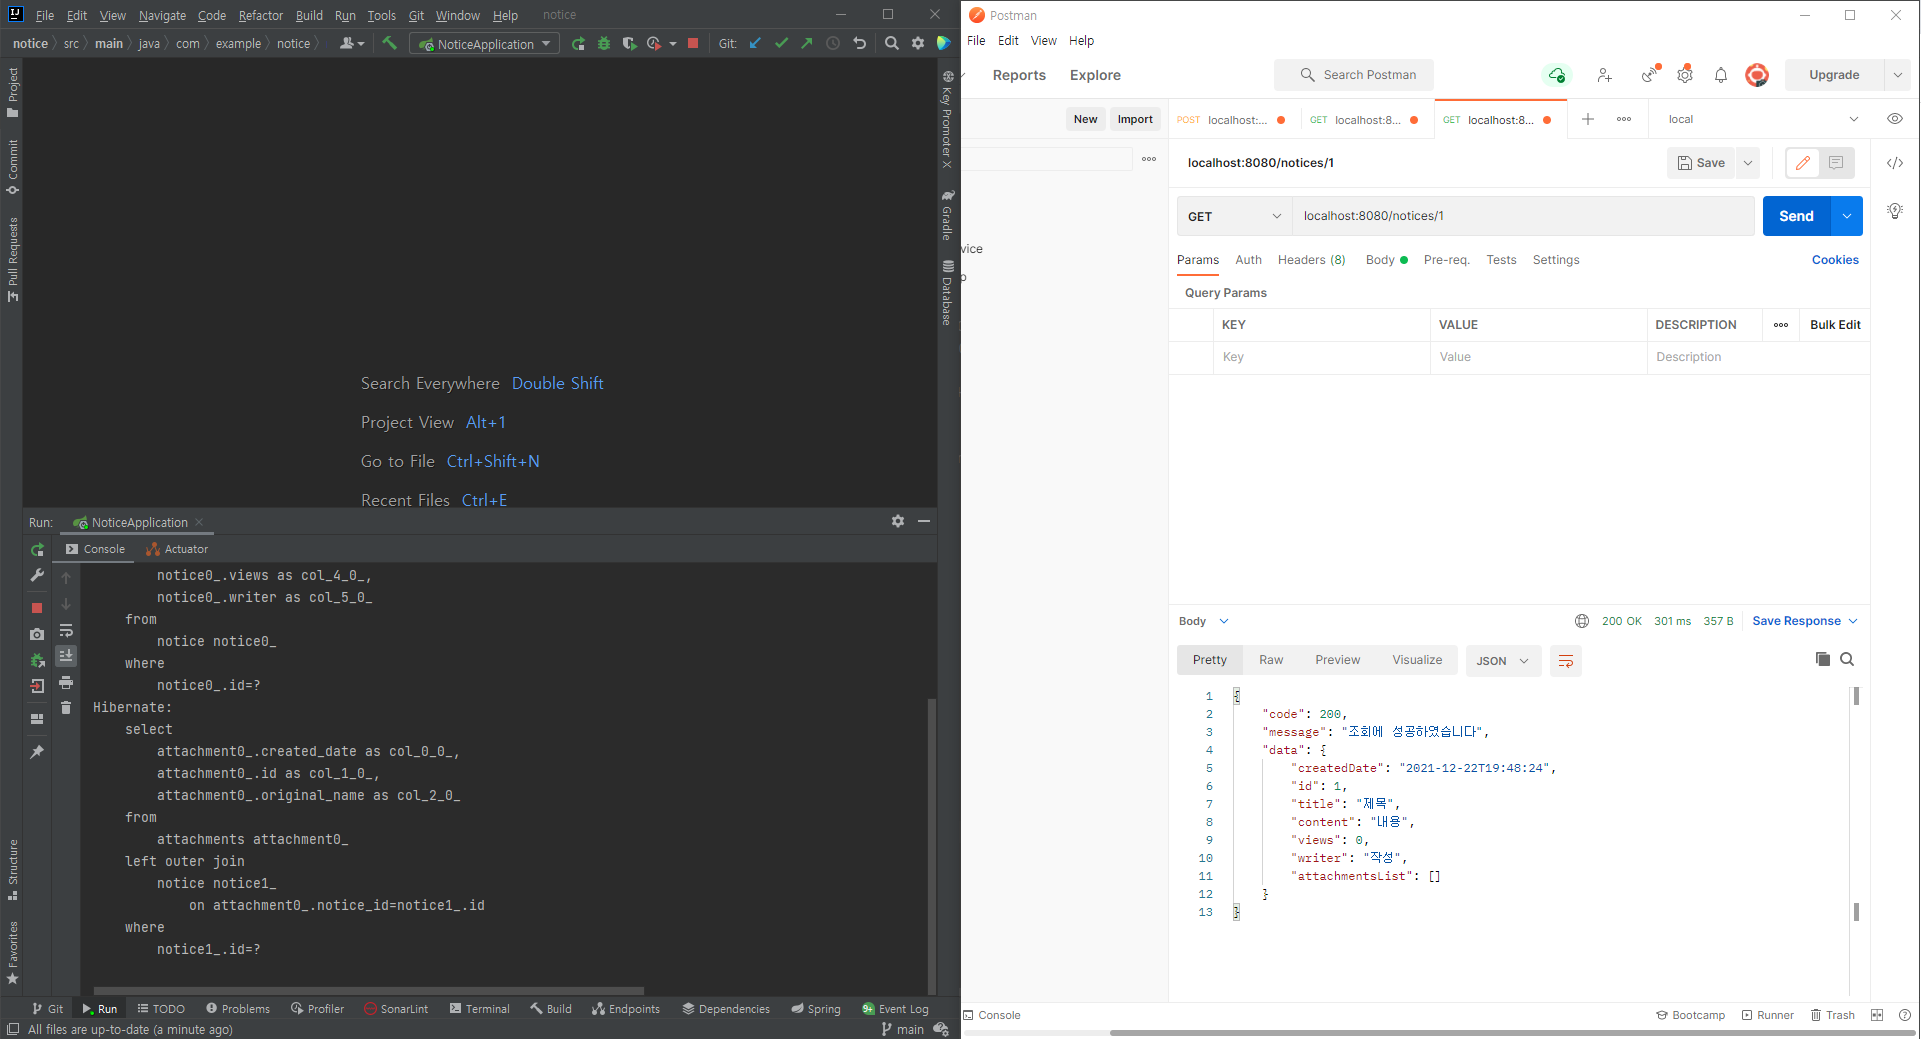 File Edit View Navigate Code Refactor Build Run Tools Git Window Help notice
notice src main java com example notice NoticeApplication Git:
Project
Commit
Pull Requests
Structure
Favorites
Key Promoter X
Gradle
Database
Search Everywhere Double Shift
Project View Alt+1
Go to File Ctrl+Shift+N
Recent Files Ctrl+E
Run: NoticeApplication
Console Actuator
notice0_.views as col_4_0_,
notice0_.writer as col_5_0_
from
notice notice0_
where
notice0_.id=?
Hibernate:
select
attachment0_.created_date as col_0_0_,
attachment0_.id as col_1_0_,
attachment0_.original_name as col_2_0_
from
attachments attachment0_
left outer join
notice notice1_
on attachment0_.notice_id=notice1_.id
where
notice1_.id=?
Git Run TODO Problems Profiler SonarLint Terminal Build Endpoints Dependencies Spring 9+ Event Log
All files are up-to-date (a minute ago) main
Postman
File Edit View Help
Reports Explore Search Postman Upgrade
New Import
vice
POST localhost:... GET localhost:8... GET localhost:8... local
localhost:8080/notices/1 Save
GET localhost:8080/notices/1 Send
Params Auth Headers (8) Body Pre-req. Tests Settings Cookies
Query Params
KEY VALUE DESCRIPTION Bulk Edit
Key Value Description
Body 200 OK 301 ms 357 B Save Response
Pretty Raw Preview Visualize JSON
1 {
2 "code": 200,
3 "message": "조회에 성공하였습니다",
4 "data": {
5 "createdDate": "2021-12-22T19:48:24",
6 "id": 1,
7 "title": "제목",
8 "content": "내용",
9 "views": 0,
10 "writer": "작성",
11 "attachmentsList": []
12 }
13 }
Console Bootcamp Runner Trash